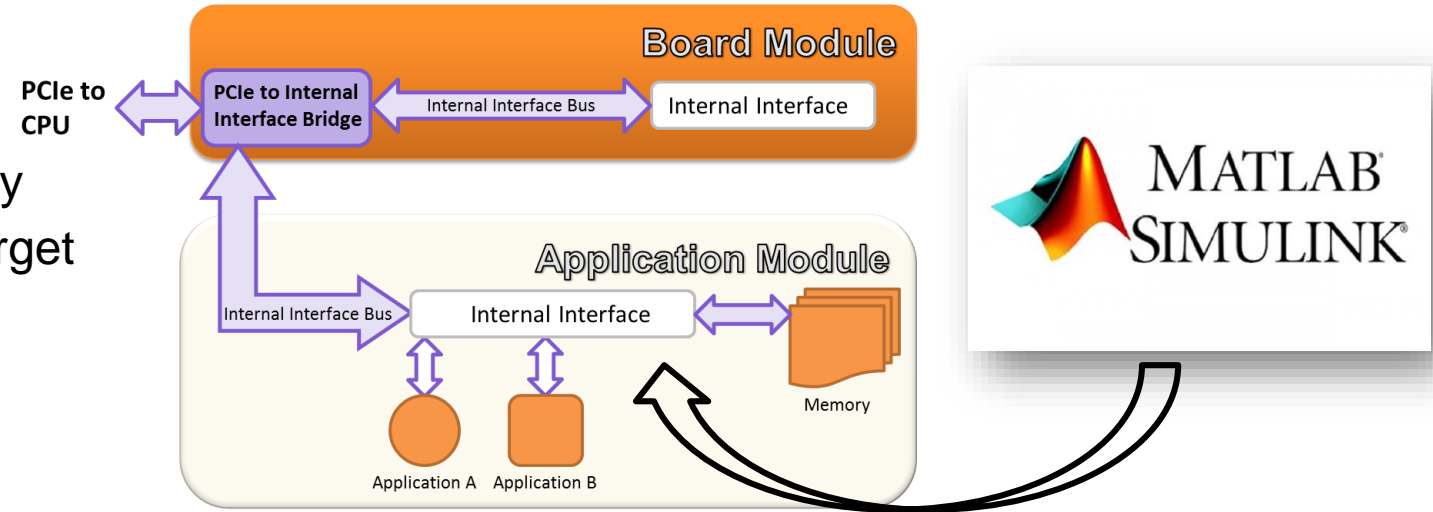 Board Module
PCIe to
CPU
PCIe to Internal
Interface Bridge
Internal Interface Bus
Internal Interface
y
rget
Application Module
Internal Interface Bus
Internal Interface
Memory
Application A
Application B
MATLAB
SIMULINK®